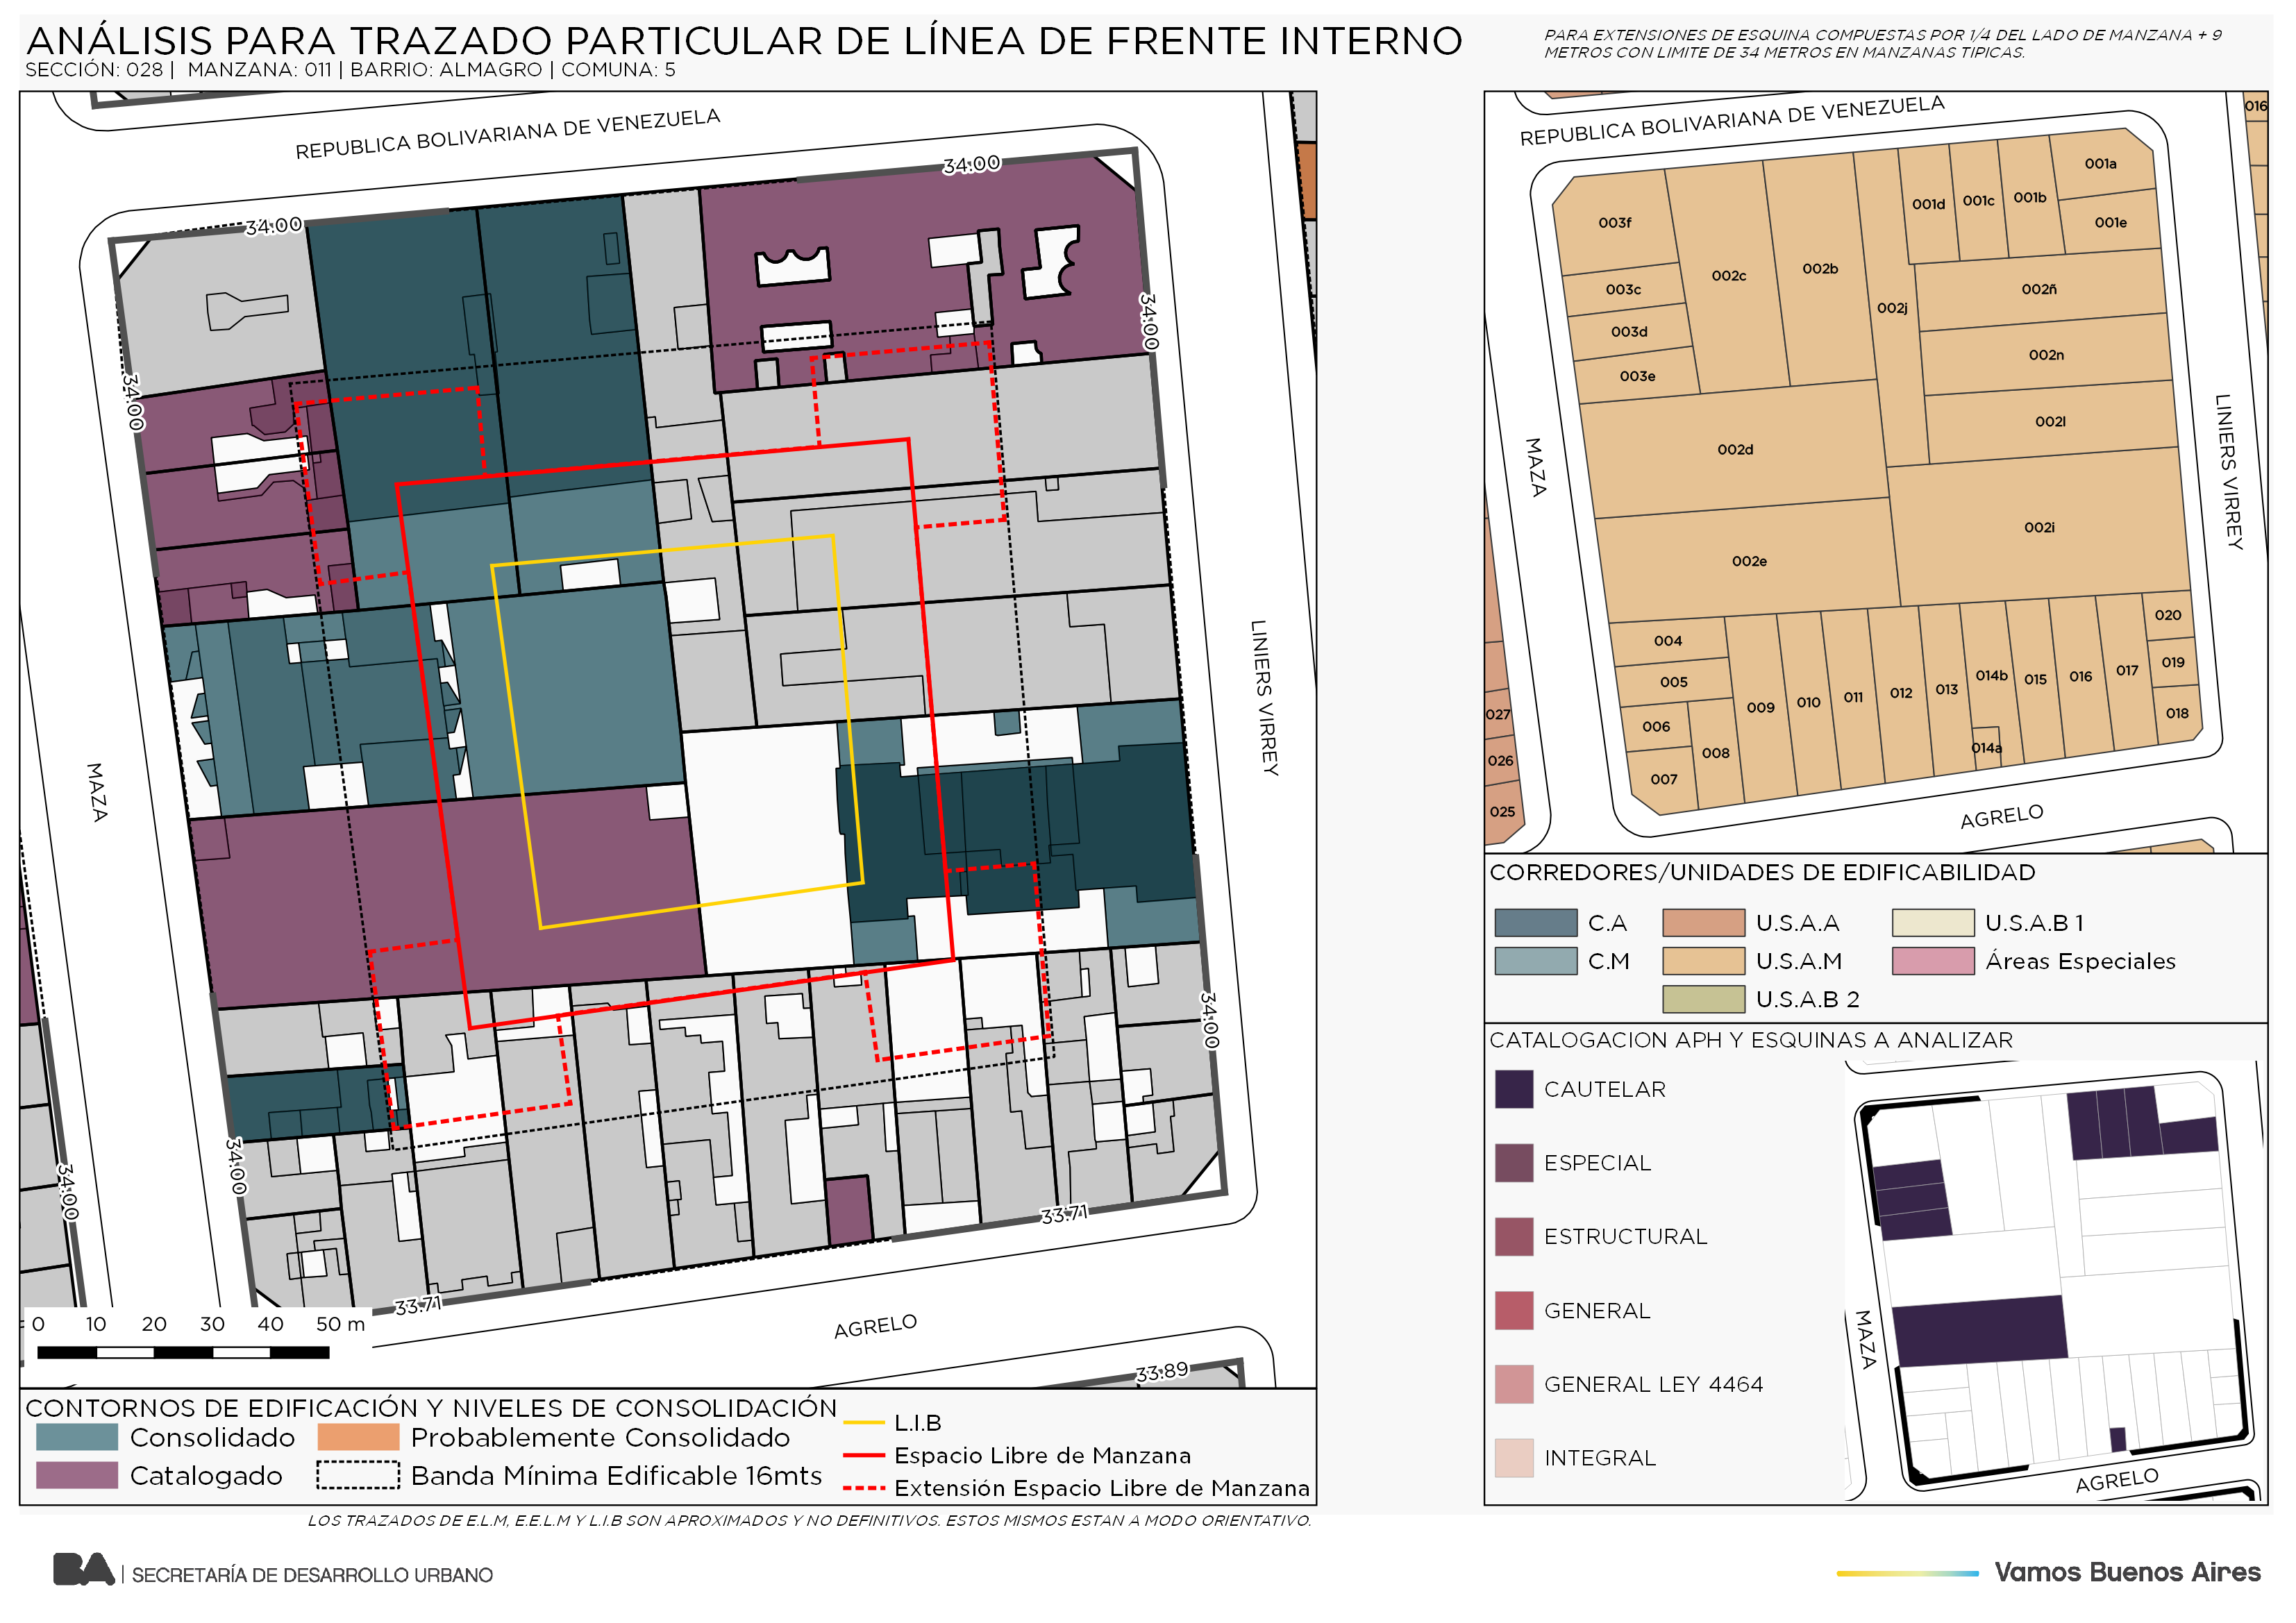 ANÁLISIS PARA TRAZADO PARTICULAR DE LÍNEA DE FRENTE INTERNO
SECCIÓN: 028 | MANZANA: 011 | BARRIO: ALMAGRO | COMUNA: 5
PARA EXTENSIONES DE ESQUINA COMPUESTAS POR 1/4 DEL LADO DE MANZANA + 9
METROS CON LIMITE DE 34 METROS EN MANZANAS TIPICAS.
REPUBLICA BOLIVARIANA DE VENEZUELA
34.00
34.00
34.00
34.00
LINIERS VIRREY
MAZA
34.00
34.00
34.00
33.71
33.71
AGRELO
33.89
0 10 20 30 40 50 m
CONTORNOS DE EDIFICACIÓN Y NIVELES DE CONSOLIDACIÓN
Consolidado
Probablemente Consolidado
Catalogado
Banda Mínima Edificable 16mts
L.I.B
Espacio Libre de Manzana
Extensión Espacio Libre de Manzana
LOS TRAZADOS DE E.L.M, E.E.L.M Y L.I.B SON APROXIMADOS Y NO DEFINITIVOS. ESTOS MISMOS ESTAN A MODO ORIENTATIVO.
REPUBLICA BOLIVARIANA DE VENEZUELA
016
001a
001d
001c
001b
003f
001e
002c
002b
003c
002ñ
002j
003d
002n
003e
002l
002d
MAZA
LINIERS VIRREY
002i
002e
020
004
019
005
014b
015
016
017
013
012
011
010
009
027
006
018
008
014a
026
007
025
AGRELO
CORREDORES/UNIDADES DE EDIFICABILIDAD
C.A
U.S.A.A
U.S.A.B 1
C.M
U.S.A.M
Áreas Especiales
U.S.A.B 2
CATALOGACION APH Y ESQUINAS A ANALIZAR
CAUTELAR
ESPECIAL
ESTRUCTURAL
GENERAL
GENERAL LEY 4464
INTEGRAL
MAZA
AGRELO
BA | SECRETARÍA DE DESARROLLO URBANO
Vamos Buenos Aires